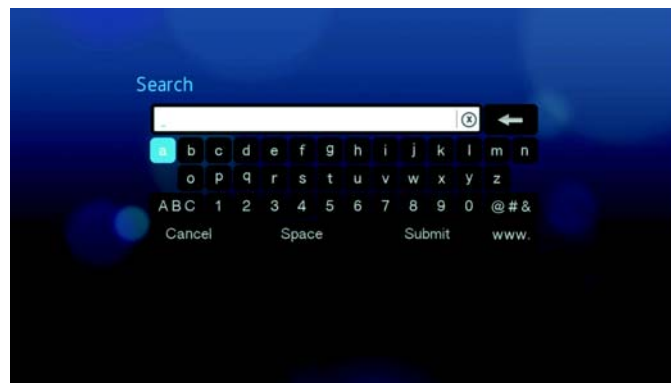 Search
a b c d e f g h i j k l m n
o p q r s t u v w x y z
ABC 1 2 3 4 5 6 7 8 9 0 @#&
Cancel Space Submit www.